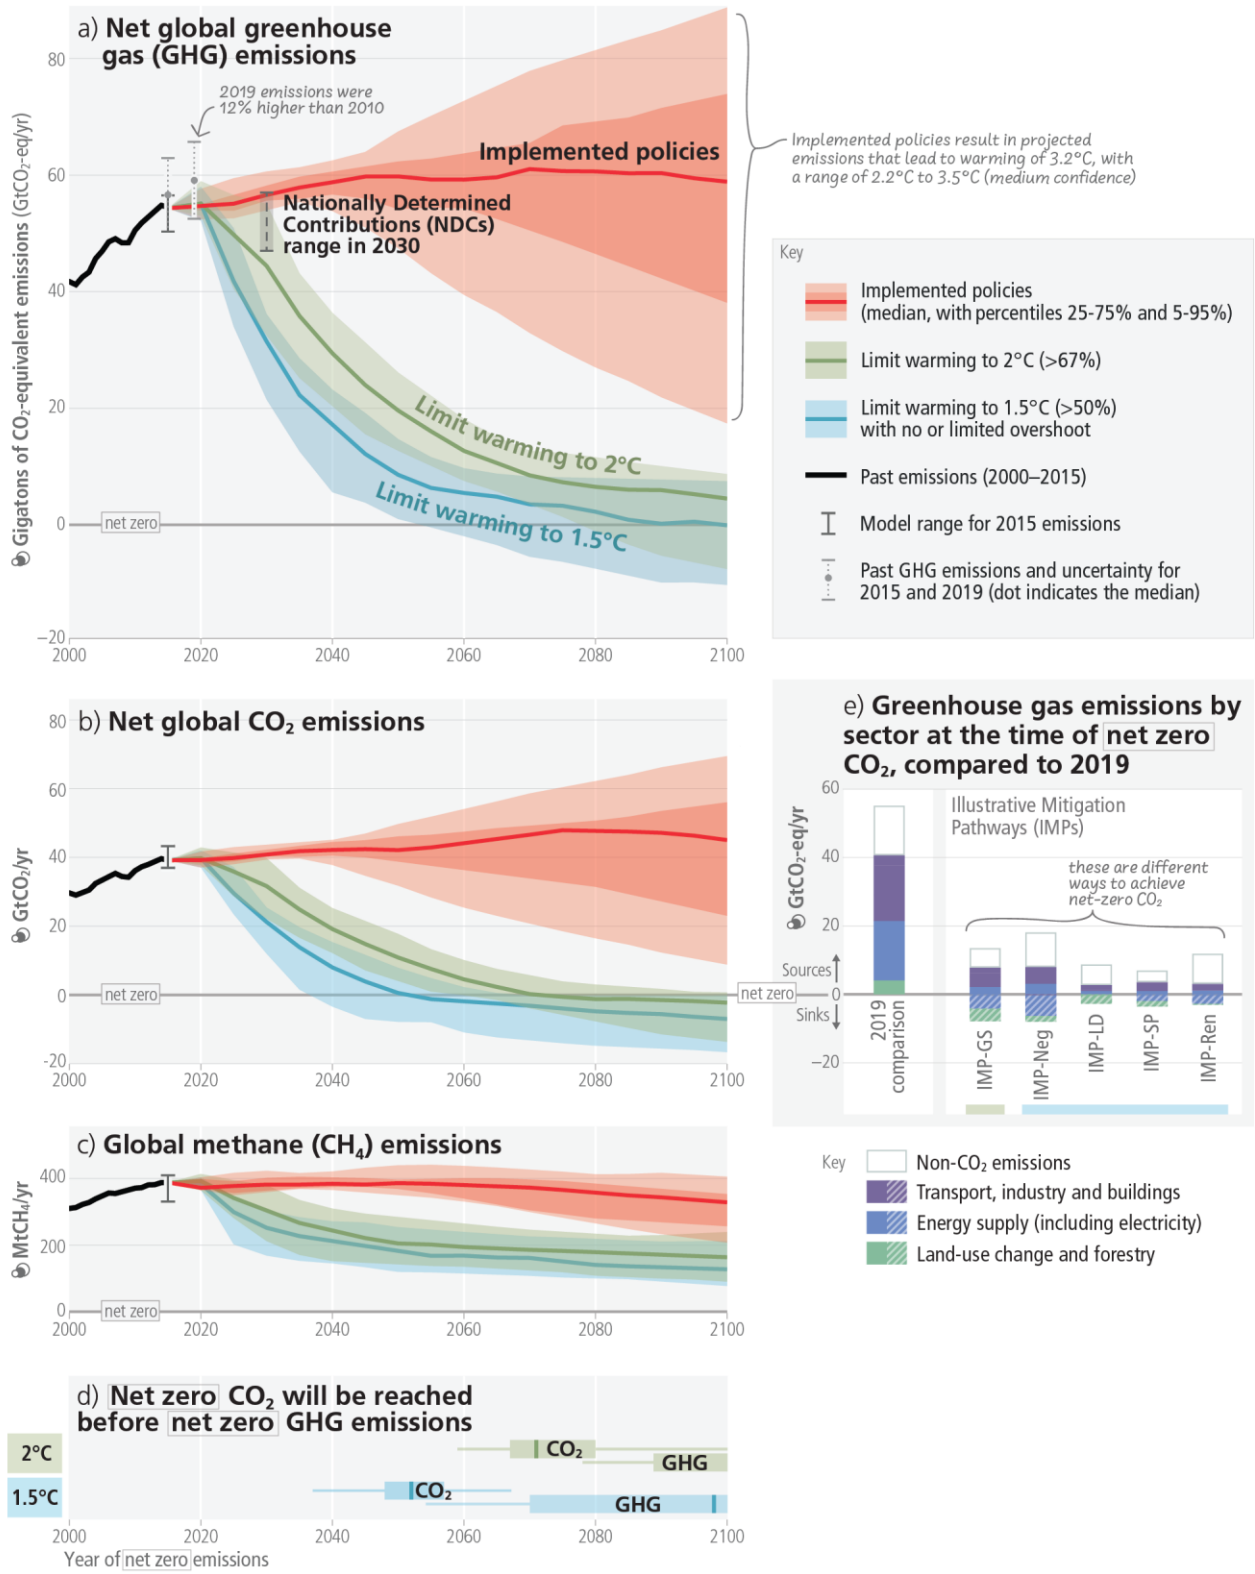 a) Net global greenhouse
gas (GHG) emissions
2019 emissions were
12% higher than 2010
Gigatons of CO₂-equivalent emissions (GtCO₂-eq/yr)
80
60
40
20
0
−20
net zero
Implemented policies
Nationally Determined
Contributions (NDCs)
range in 2030
Limit warming to 2°C
Limit warming to 1.5°C
2000
2020
2040
2060
2080
2100
Implemented policies result in projected
emissions that lead to warming of 3.2°C, with
a range of 2.2°C to 3.5°C (medium confidence)
Key
Implemented policies
(median, with percentiles 25-75% and 5-95%)
Limit warming to 2°C (>67%)
Limit warming to 1.5°C (>50%)
with no or limited overshoot
Past emissions (2000–2015)
Model range for 2015 emissions
Past GHG emissions and uncertainty for
2015 and 2019 (dot indicates the median)
b) Net global CO₂ emissions
GtCO₂/yr
80
60
40
20
0
-20
net zero
2000
2020
2040
2060
2080
2100
c) Global methane (CH₄) emissions
MtCH₄/yr
400
200
0
net zero
2000
2020
2040
2060
2080
2100
d) Net zero CO₂ will be reached
before net zero GHG emissions
2°C
CO₂
GHG
1.5°C
CO₂
GHG
2000
2020
2040
2060
2080
2100
Year of net zero emissions
e) Greenhouse gas emissions by
sector at the time of net zero
CO₂, compared to 2019
GtCO₂-eq/yr
60
40
20
0
−20
Sources
net zero
Sinks
Illustrative Mitigation
Pathways (IMPs)
these are different
ways to achieve
net-zero CO₂
2019
comparison
IMP-GS
IMP-Neg
IMP-LD
IMP-SP
IMP-Ren
Key
Non-CO₂ emissions
Transport, industry and buildings
Energy supply (including electricity)
Land-use change and forestry